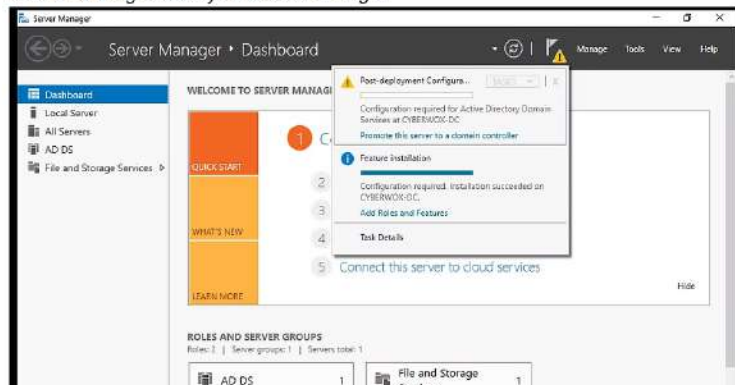 Server Manager
Server Manager • Dashboard
Manage Tools View Help
Dashboard
Local Server
All Servers
AD DS
File and Storage Services
WELCOME TO SERVER MANAG
QUICK START
WHAT'S NEW
LEARN MORE
1
2
3
4
5 Connect this server to cloud services
Hide
Post-deployment Configura...
TASKS
Configuration required for Active Directory Domain
Services at CYBERWOX-DC
Promote this server to a domain controller
Feature installation
Configuration required. Installation succeeded on
CYBERWOX-DC.
Add Roles and Features
Task Details
ROLES AND SERVER GROUPS
Roles: 2 | Server groups: 1 | Servers total: 1
AD DS 1
File and Storage 1